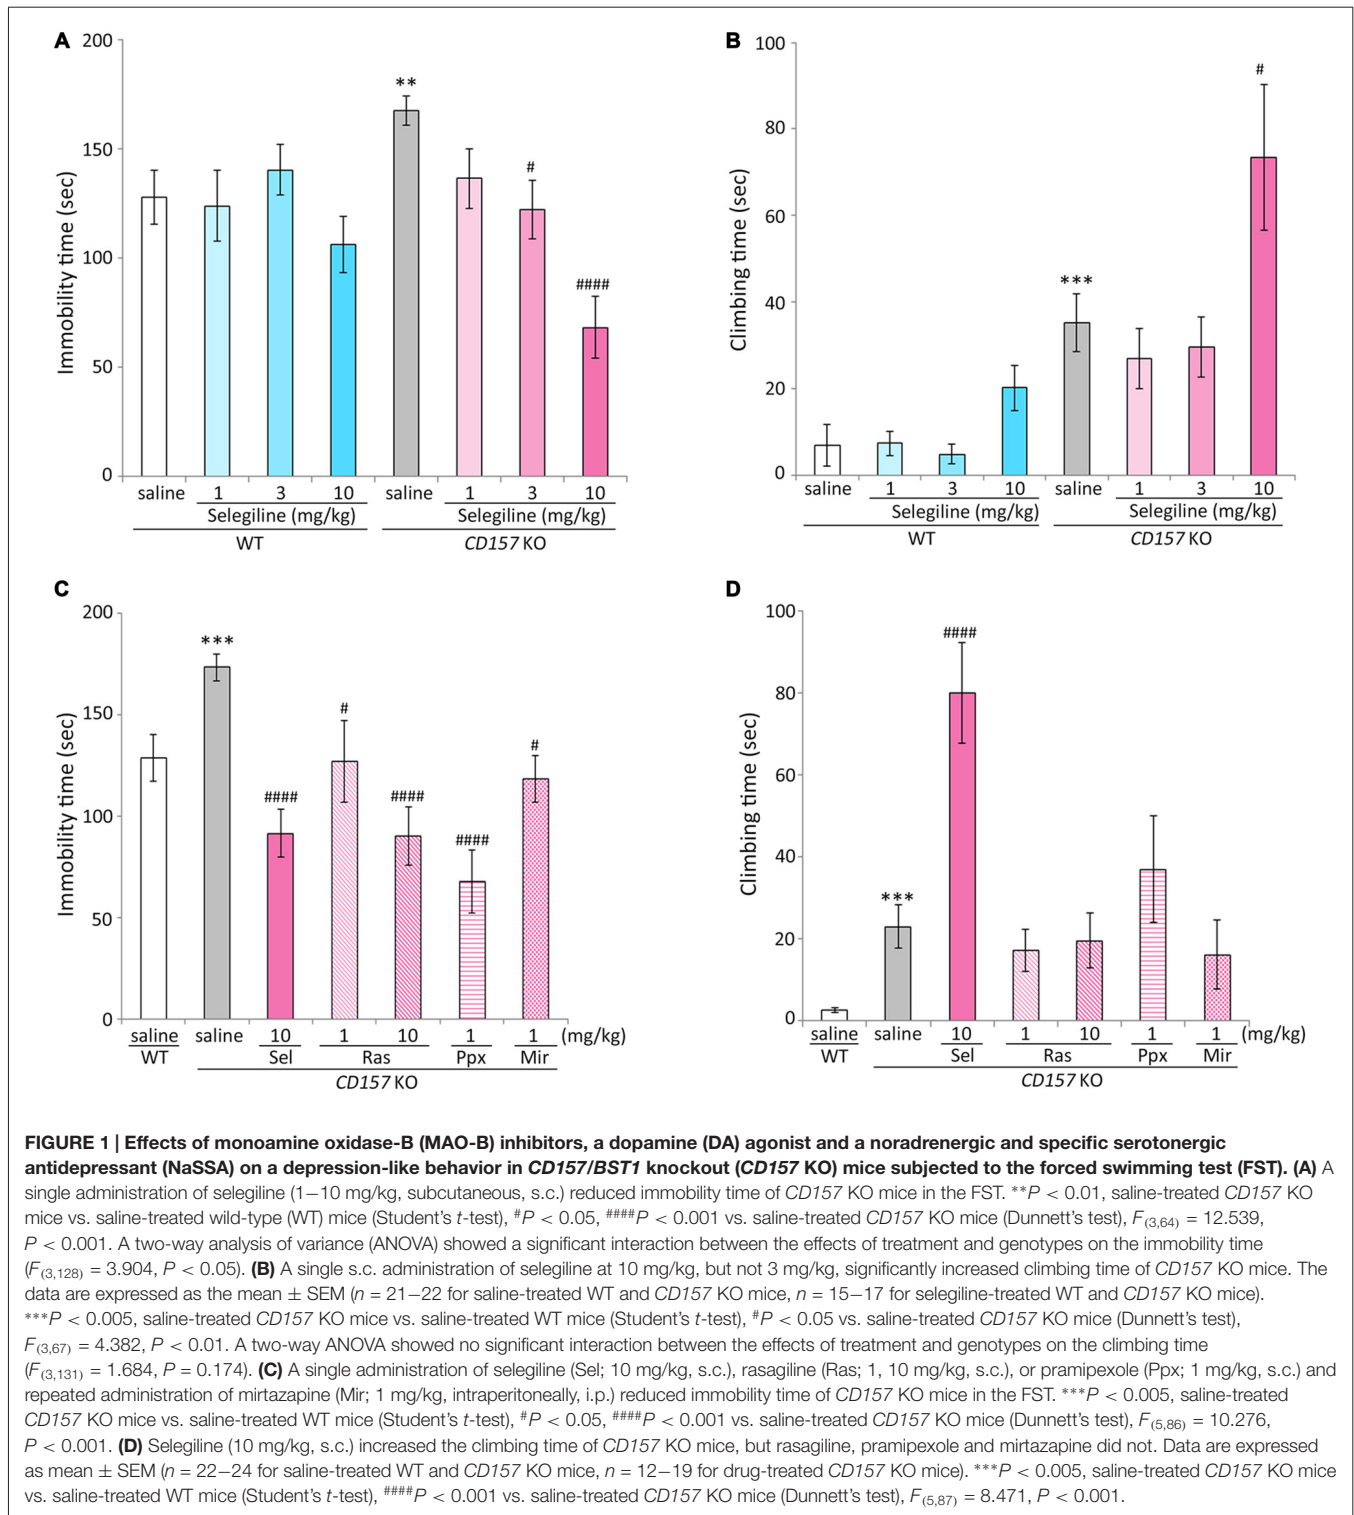 A
200
150
100
50
0
Immobility time (sec)
**
#
####
saline 1 3 10 saline 1 3 10
Selegiline (mg/kg) Selegiline (mg/kg)
WT CD157 KO
B
100
80
60
40
20
0
Climbing time (sec)
***
#
saline 1 3 10 saline 1 3 10
Selegiline (mg/kg) Selegiline (mg/kg)
WT CD157 KO
C
200
150
100
50
0
Immobility time (sec)
***
####
#
####
####
#
saline saline 10 1 10 1 1 (mg/kg)
WT Sel Ras Ppx Mir
CD157 KO
D
100
80
60
40
20
0
Climbing time (sec)
***
####
saline saline 10 1 10 1 1 (mg/kg)
WT Sel Ras Ppx Mir
CD157 KO
FIGURE 1 | Effects of monoamine oxidase-B (MAO-B) inhibitors, a dopamine (DA) agonist and a noradrenergic and specific serotonergic
antidepressant (NaSSA) on a depression-like behavior in CD157/BST1 knockout (CD157 KO) mice subjected to the forced swimming test (FST). (A) A
single administration of selegiline (1–10 mg/kg, subcutaneous, s.c.) reduced immobility time of CD157 KO mice in the FST. **P < 0.01, saline-treated CD157 KO
mice vs. saline-treated wild-type (WT) mice (Student's t-test), #P < 0.05, ####P < 0.001 vs. saline-treated CD157 KO mice (Dunnett's test), F(3,64) = 12.539,
P < 0.001. A two-way analysis of variance (ANOVA) showed a significant interaction between the effects of treatment and genotypes on the immobility time
(F(3,128) = 3.904, P < 0.05). (B) A single s.c. administration of selegiline at 10 mg/kg, but not 3 mg/kg, significantly increased climbing time of CD157 KO mice. The
data are expressed as the mean ± SEM (n = 21–22 for saline-treated WT and CD157 KO mice, n = 15–17 for selegiline-treated WT and CD157 KO mice).
***P < 0.005, saline-treated CD157 KO mice vs. saline-treated WT mice (Student's t-test), #P < 0.05 vs. saline-treated CD157 KO mice (Dunnett's test),
F(3,67) = 4.382, P < 0.01. A two-way ANOVA showed no significant interaction between the effects of treatment and genotypes on the climbing time
(F(3,131) = 1.684, P = 0.174). (C) A single administration of selegiline (Sel; 10 mg/kg, s.c.), rasagiline (Ras; 1, 10 mg/kg, s.c.), or pramipexole (Ppx; 1 mg/kg, s.c.) and
repeated administration of mirtazapine (Mir; 1 mg/kg, intraperitoneally, i.p.) reduced immobility time of CD157 KO mice in the FST. ***P < 0.005, saline-treated
CD157 KO mice vs. saline-treated WT mice (Student's t-test), #P < 0.05, ####P < 0.001 vs. saline-treated CD157 KO mice (Dunnett's test), F(5,86) = 10.276,
P < 0.001. (D) Selegiline (10 mg/kg, s.c.) increased the climbing time of CD157 KO mice, but rasagiline, pramipexole and mirtazapine did not. Data are expressed
as mean ± SEM (n = 22–24 for saline-treated WT and CD157 KO mice, n = 12–19 for drug-treated CD157 KO mice). ***P < 0.005, saline-treated CD157 KO mice
vs. saline-treated WT mice (Student's t-test), ####P < 0.001 vs. saline-treated CD157 KO mice (Dunnett's test), F(5,87) = 8.471, P < 0.001.